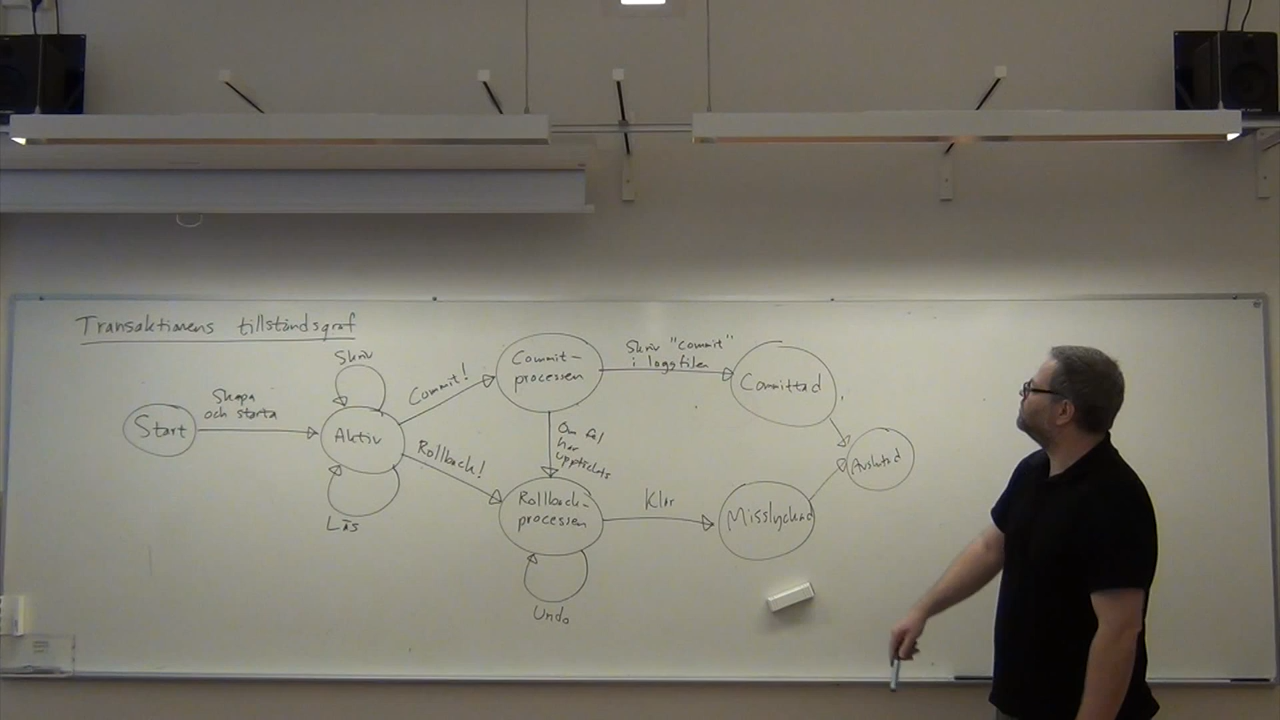 Transaktionens tillståndsgraf
Skriv
Skapa
och starta
Start
Aktiv
Läs
Commit!
Rollback!
Commit-
processen
Skriv "commit"
i loggfilen
Committad
Om fel
har
upptäckts
Rollback-
processen
Undo
Klar
Misslyckad
Avslutad